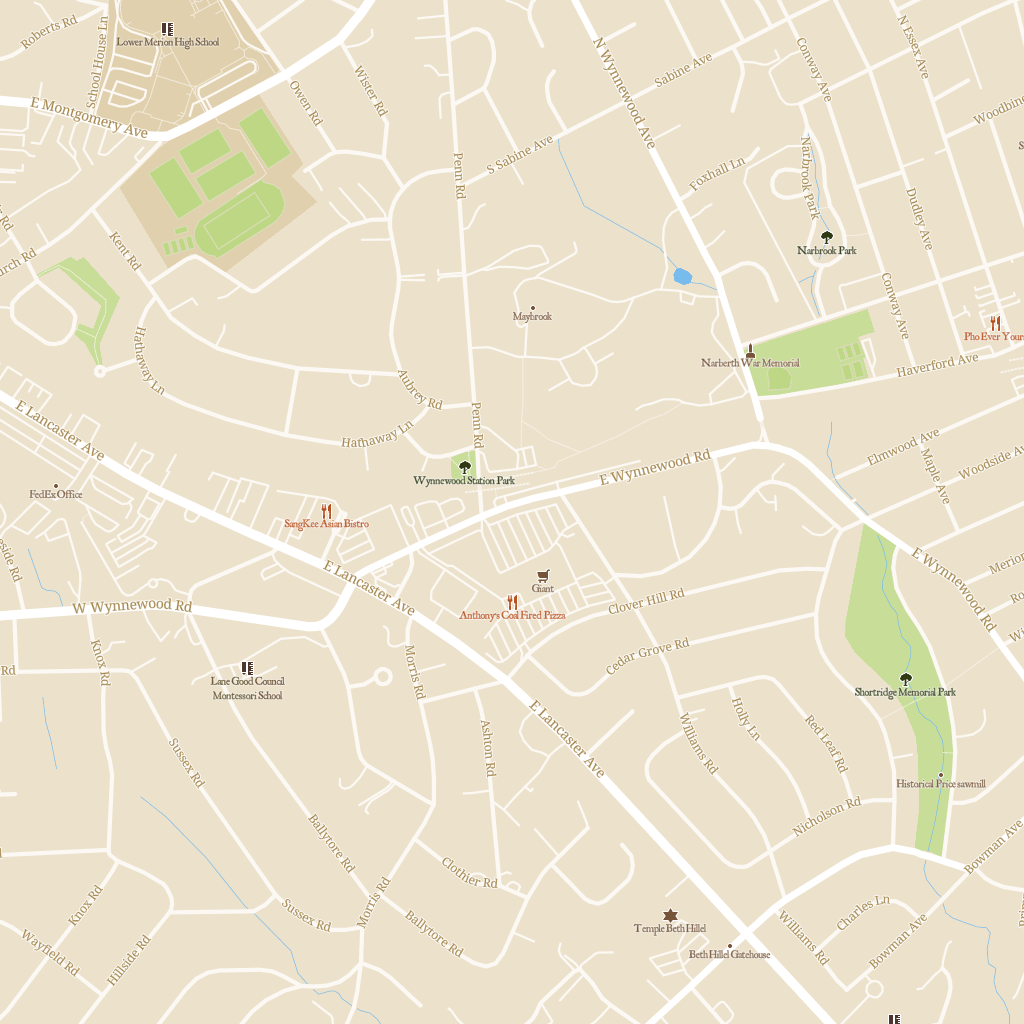 Roberts Rd
School House Ln
Lower Merion High School
E Montgomery Ave
Owen Rd
Wister Rd
Penn Rd
S Sabine Ave
N Wynnewood Ave
Sabine Ave
Conway Ave
N Essex Ave
Foxhall Ln
Narbrook Park
Dudley Ave
Narbrook Park
Kent Rd
Conway Ave
Maybrook
Hathaway Ln
Narberth War Memorial
Haverford Ave
Aubrey Rd
Penn Rd
Hathaway Ln
E Lancaster Ave
Elmwood Ave
Maple Ave
E Wynnewood Rd
Wynnewood Station Park
FedEx Office
SangKee Asian Bistro
E Lancaster Ave
E Wynnewood Rd
Giant
Anthony's Coal Fired Pizza
Clover Hill Rd
W Wynnewood Rd
Knox Rd
Morris Rd
Cedar Grove Rd
Lane Good Council
Montessori School
Shortridge Memorial Park
E Lancaster Ave
Ashton Rd
Williams Rd
Holly Ln
Red Leaf Rd
Sussex Rd
Historical Price sawmill
Nicholson Rd
Ballytore Rd
Bowman Ave
Clothier Rd
Knox Rd
Morris Rd
Sussex Rd
Ballytore Rd
Temple Beth Hillel
Beth Hillel Gatehouse
Williams Rd
Charles Ln
Bowman Ave
Wayfield Rd
Hillside Rd